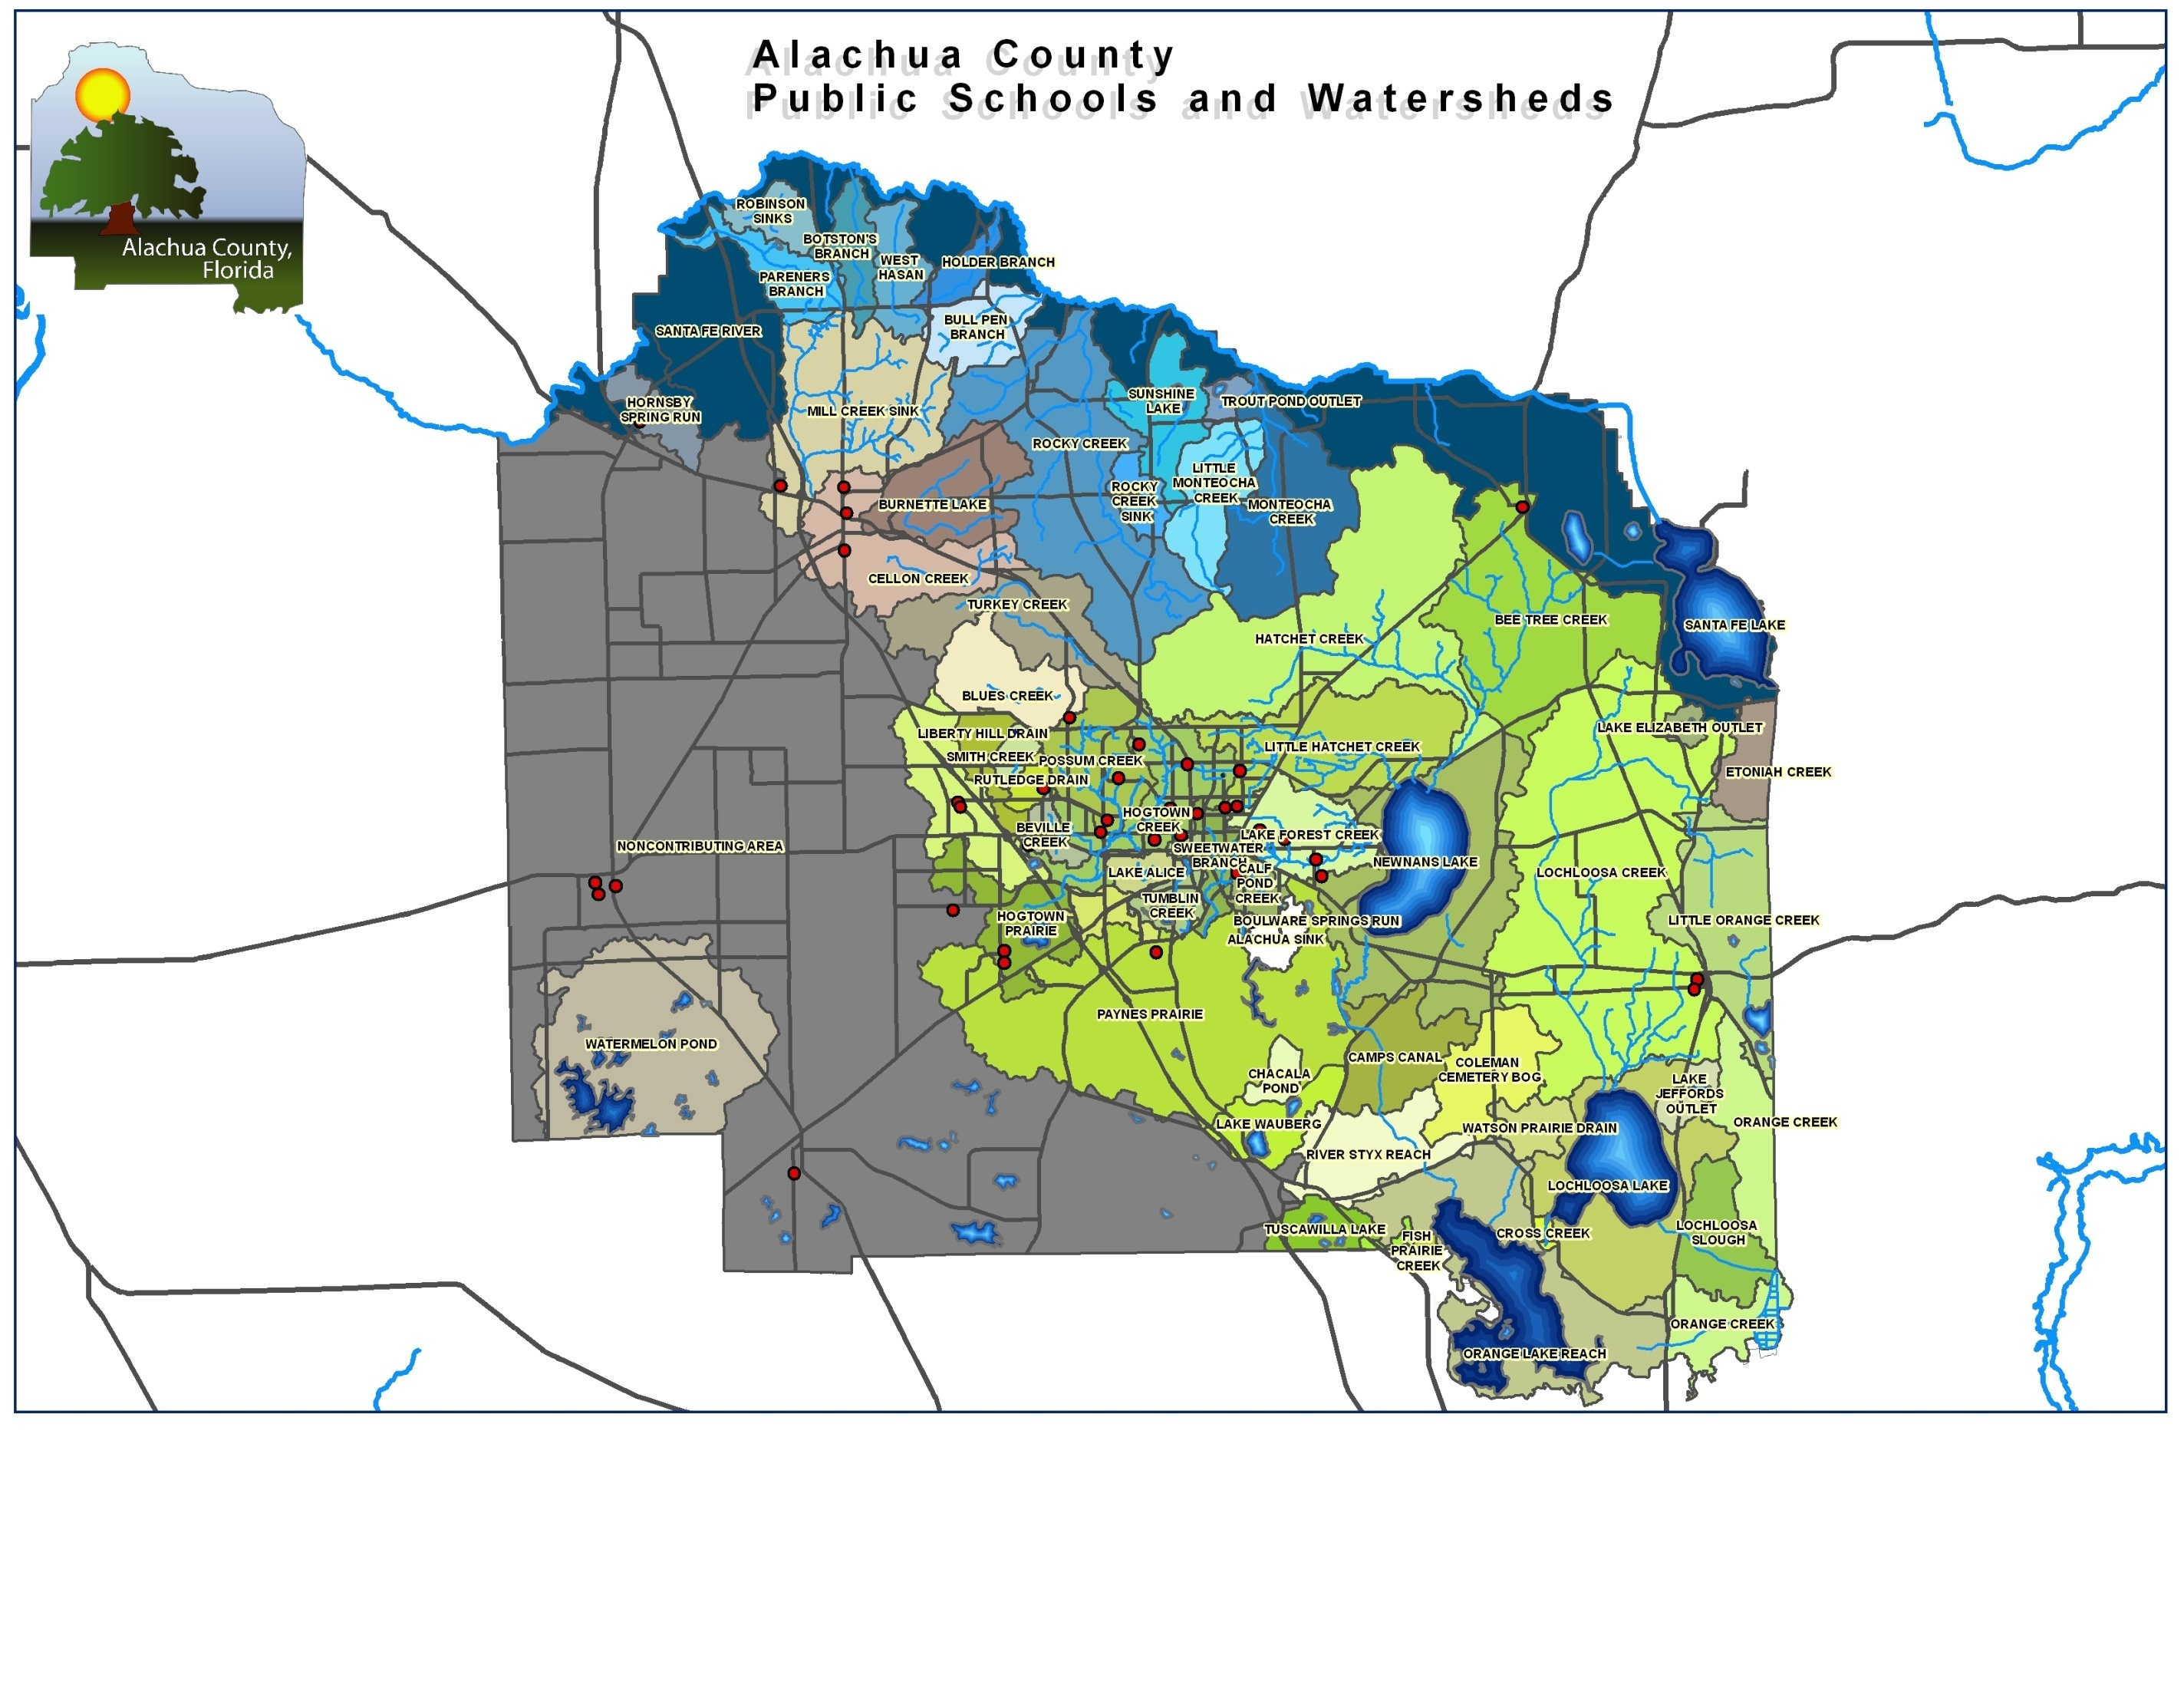 Alachua County
Public Schools and Watersheds
Alachua County,
Florida
ROBINSON
SINKS
BOTSTON'S
BRANCH
WEST
HASAN
HOLDER BRANCH
PARENERS
BRANCH
SANTA FE RIVER
BULL PEN
BRANCH
HORNSBY
SPRING RUN
MILL CREEK SINK
SUNSHINE
LAKE
TROUT POND OUTLET
ROCKY CREEK
LITTLE
MONTEOCHA
CREEK
ROCKY
CREEK
SINK
BURNETTE LAKE
MONTEOCHA
CREEK
CELLON CREEK
TURKEY CREEK
HATCHET CREEK
BEE TREE CREEK
SANTA FE LAKE
BLUES CREEK
LIBERTY HILL DRAIN
LAKE ELIZABETH OUTLET
SMITH CREEK
POSSUM CREEK
LITTLE HATCHET CREEK
RUTLEDGE DRAIN
ETONIAH CREEK
HOGTOWN
CREEK
BEVILLE
CREEK
LAKE FOREST CREEK
NONCONTRIBUTING AREA
SWEETWATER
BRANCH
NEWNANS LAKE
LAKE ALICE
CALF
POND
CREEK
LOCHLOOSA CREEK
TUMBLIN
CREEK
HOGTOWN
PRAIRIE
BOULWARE SPRINGS RUN
LITTLE ORANGE CREEK
ALACHUA SINK
PAYNES PRAIRIE
WATERMELON POND
CAMPS CANAL
COLEMAN
CEMETERY BOG
CHACALA
POND
LAKE
JEFFORDS
OUTLET
LAKE WAUBERG
WATSON PRAIRIE DRAIN
ORANGE CREEK
RIVER STYX REACH
LOCHLOOSA LAKE
TUSCAWILLA LAKE
FISH
PRAIRIE
CREEK
CROSS CREEK
LOCHLOOSA
SLOUGH
ORANGE CREEK
ORANGE LAKE REACH